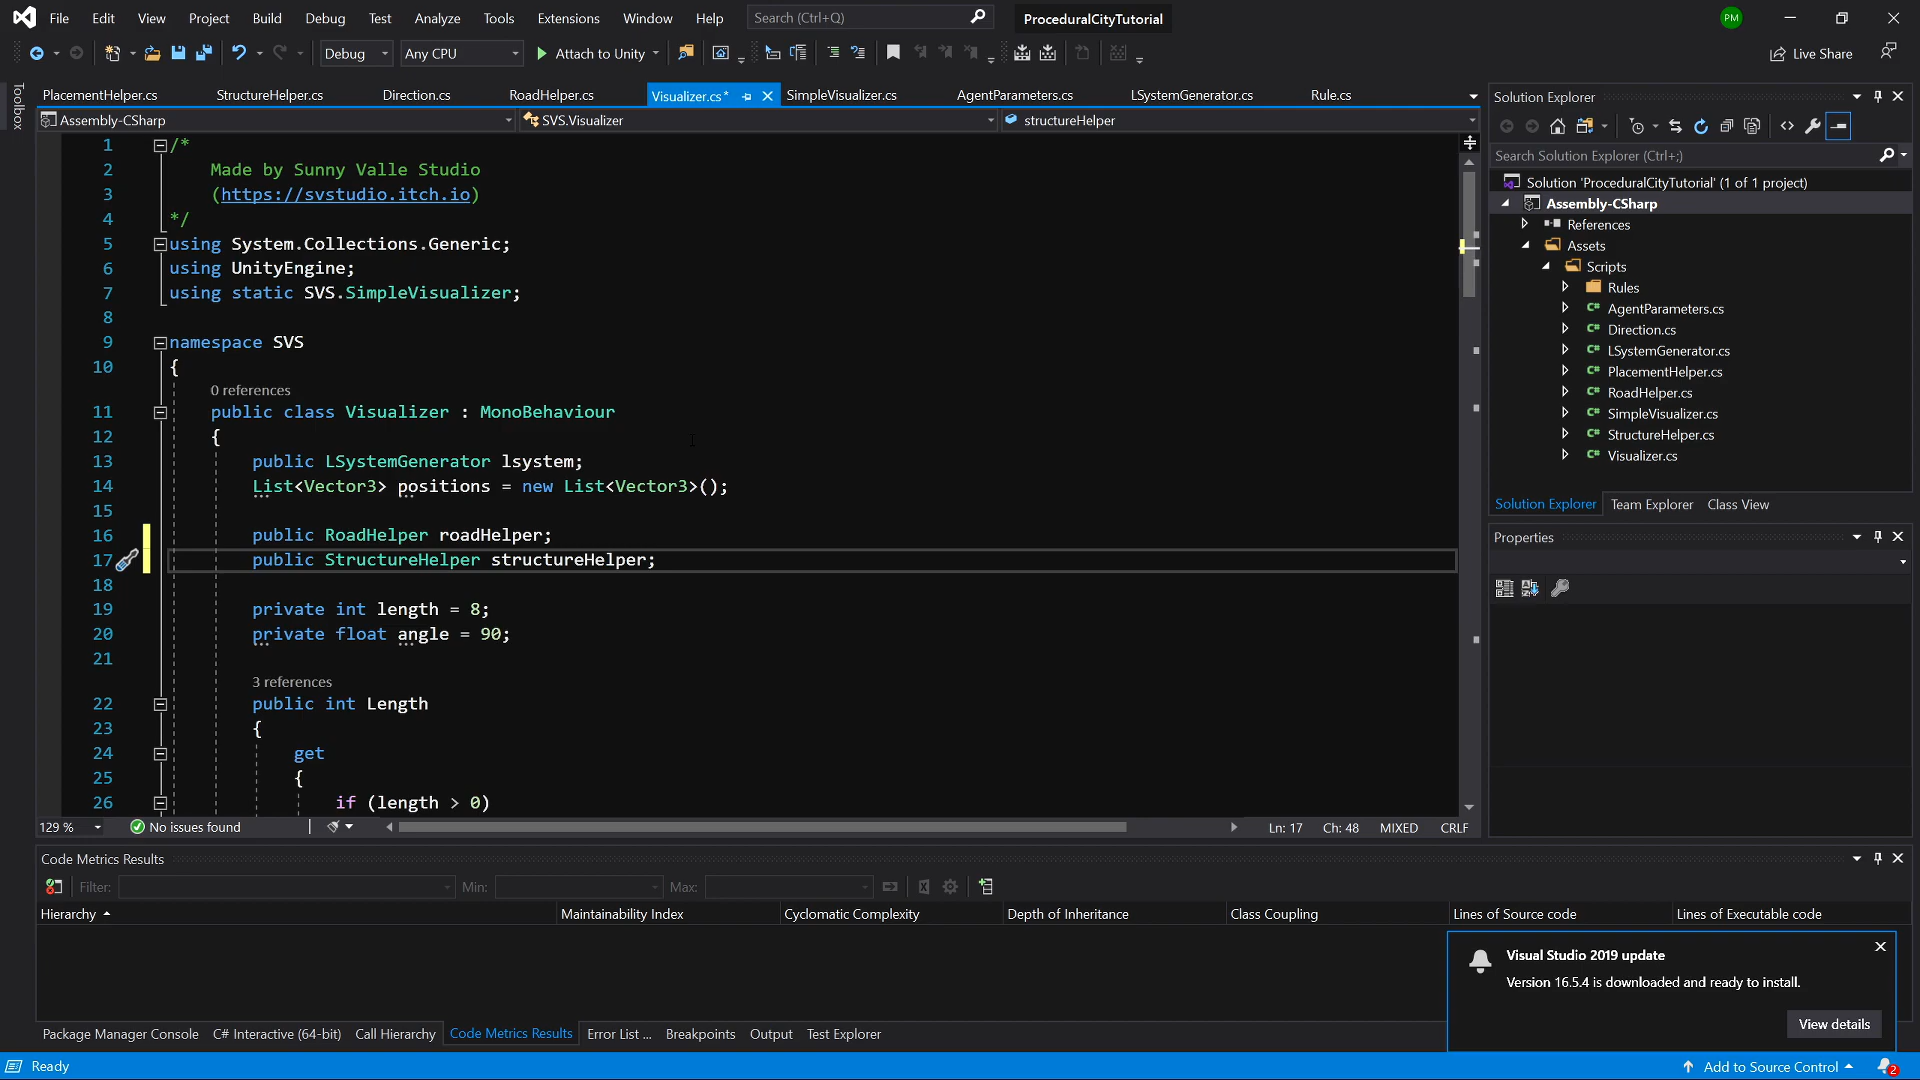 File Edit View Project Build Debug Test Analyze Tools Extensions Window Help Search (Ctrl+Q) ProceduralCityTutorial PM
Debug Any CPU Attach to Unity Live Share
Toolbox
PlacementHelper.cs StructureHelper.cs Direction.cs RoadHelper.cs Visualizer.cs* SimpleVisualizer.cs AgentParameters.cs LSystemGenerator.cs Rule.cs
Assembly-CSharp SVS.Visualizer structureHelper
1 /*
2 Made by Sunny Valle Studio
3 (https://svstudio.itch.io)
4 */
5 using System.Collections.Generic;
6 using UnityEngine;
7 using static SVS.SimpleVisualizer;
8
9 namespace SVS
10 {
0 references
11 public class Visualizer : MonoBehaviour
12 {
13 public LSystemGenerator lsystem;
14 List<Vector3> positions = new List<Vector3>();
15
16 public RoadHelper roadHelper;
17 public StructureHelper structureHelper;
18
19 private int length = 8;
20 private float angle = 90;
21
3 references
22 public int Length
23 {
24 get
25 {
26 if (length > 0)
129 % No issues found Ln: 17 Ch: 48 MIXED CRLF
Solution Explorer
Search Solution Explorer (Ctrl+;)
Solution 'ProceduralCityTutorial' (1 of 1 project)
Assembly-CSharp
References
Assets
Scripts
Rules
C# AgentParameters.cs
C# Direction.cs
C# LSystemGenerator.cs
C# PlacementHelper.cs
C# RoadHelper.cs
C# SimpleVisualizer.cs
C# StructureHelper.cs
C# Visualizer.cs
Solution Explorer Team Explorer Class View
Properties
Code Metrics Results
Filter: Min: Max:
Hierarchy Maintainability Index Cyclomatic Complexity Depth of Inheritance Class Coupling Lines of Source code Lines of Executable code
Visual Studio 2019 update
Version 16.5.4 is downloaded and ready to install.
View details
Package Manager Console C# Interactive (64-bit) Call Hierarchy Code Metrics Results Error List ... Breakpoints Output Test Explorer
Ready Add to Source Control 2